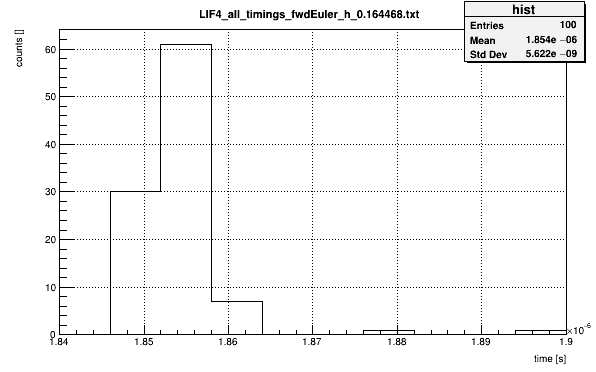 LIF4_all_timings_fwdEuler_h_0.164468.txt
hist
Entries 100
Mean 1.854e −06
Std Dev 5.622e −09
counts []
60
50
40
30
20
10
0
1.84 1.85 1.86 1.87 1.88 1.89 1.9
×10⁻⁶
time [s]